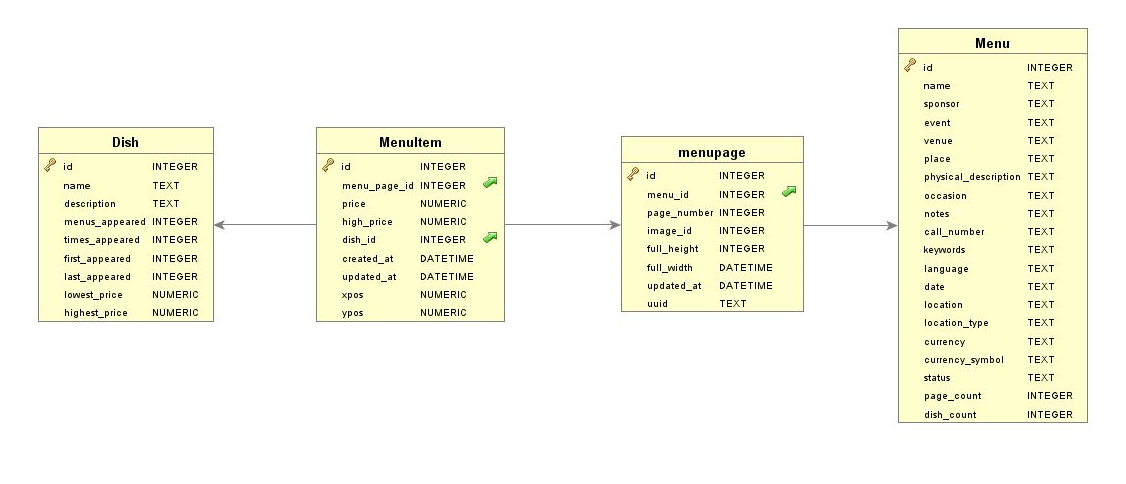 Dish
id INTEGER
name TEXT
description TEXT
menus_appeared INTEGER
times_appeared INTEGER
first_appeared INTEGER
last_appeared INTEGER
lowest_price NUMERIC
highest_price NUMERIC
MenuItem
id INTEGER
menu_page_id INTEGER
price NUMERIC
high_price NUMERIC
dish_id INTEGER
created_at DATETIME
updated_at DATETIME
xpos NUMERIC
ypos NUMERIC
menupage
id INTEGER
menu_id INTEGER
page_number INTEGER
image_id INTEGER
full_height INTEGER
full_width DATETIME
updated_at DATETIME
uuid TEXT
Menu
id INTEGER
name TEXT
sponsor TEXT
event TEXT
venue TEXT
place TEXT
physical_description TEXT
occasion TEXT
notes TEXT
call_number TEXT
keywords TEXT
language TEXT
date TEXT
location TEXT
location_type TEXT
currency TEXT
currency_symbol TEXT
status TEXT
page_count INTEGER
dish_count INTEGER